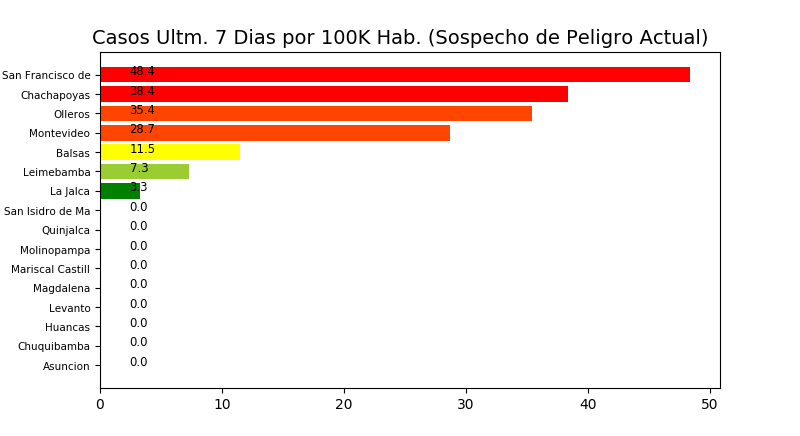 Casos Ultm. 7 Dias por 100K Hab. (Sospecho de Peligro Actual)
San Francisco de 48.4
Chachapoyas 38.4
Olleros 35.4
Montevideo 28.7
Balsas 11.5
Leimebamba 7.3
La Jalca 3.3
San Isidro de Ma 0.0
Quinjalca 0.0
Molinopampa 0.0
Mariscal Castill 0.0
Magdalena 0.0
Levanto 0.0
Huancas 0.0
Chuquibamba 0.0
Asuncion 0.0
0 10 20 30 40 50